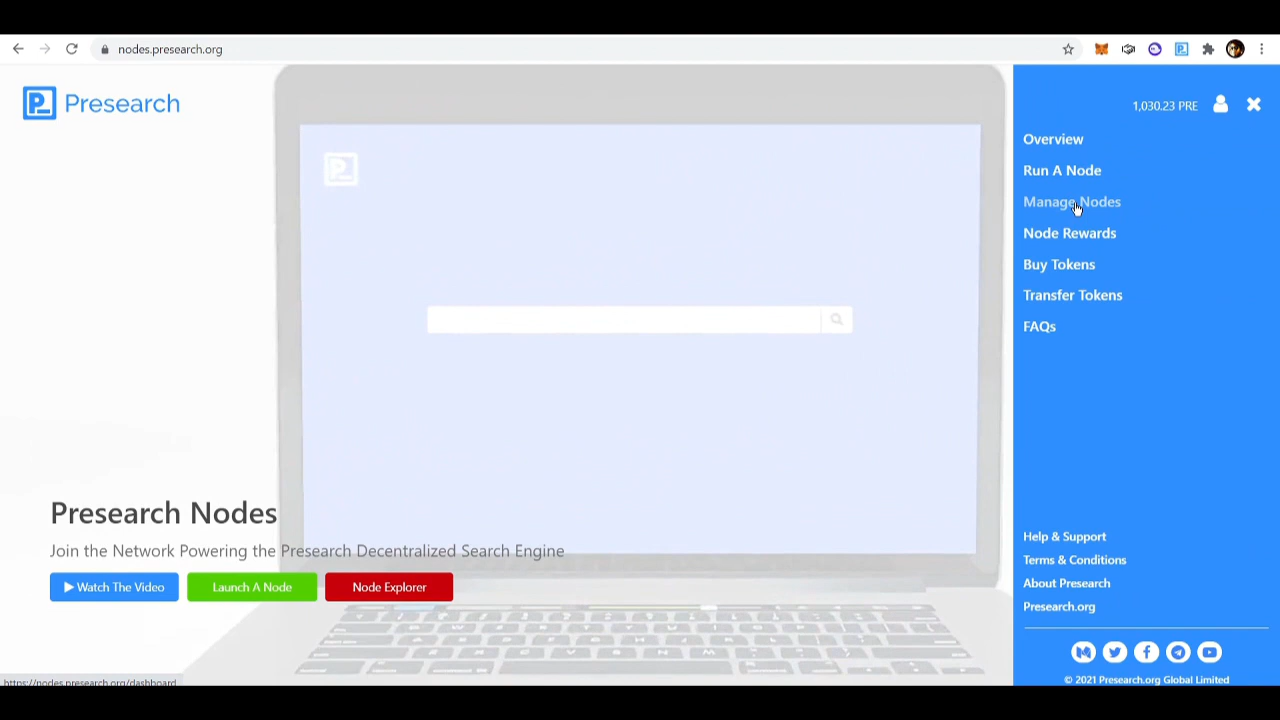 nodes.presearch.org
Presearch
1,030.23 PRE
Overview
Run A Node
Manage Nodes
Node Rewards
Buy Tokens
Transfer Tokens
FAQs
Presearch Nodes
Join the Network Powering the Presearch Decentralized Search Engine
Watch The Video
Launch A Node
Node Explorer
Help & Support
Terms & Conditions
About Presearch
Presearch.org
© 2021 Presearch.org Global Limited
https://nodes.presearch.org/dashboard